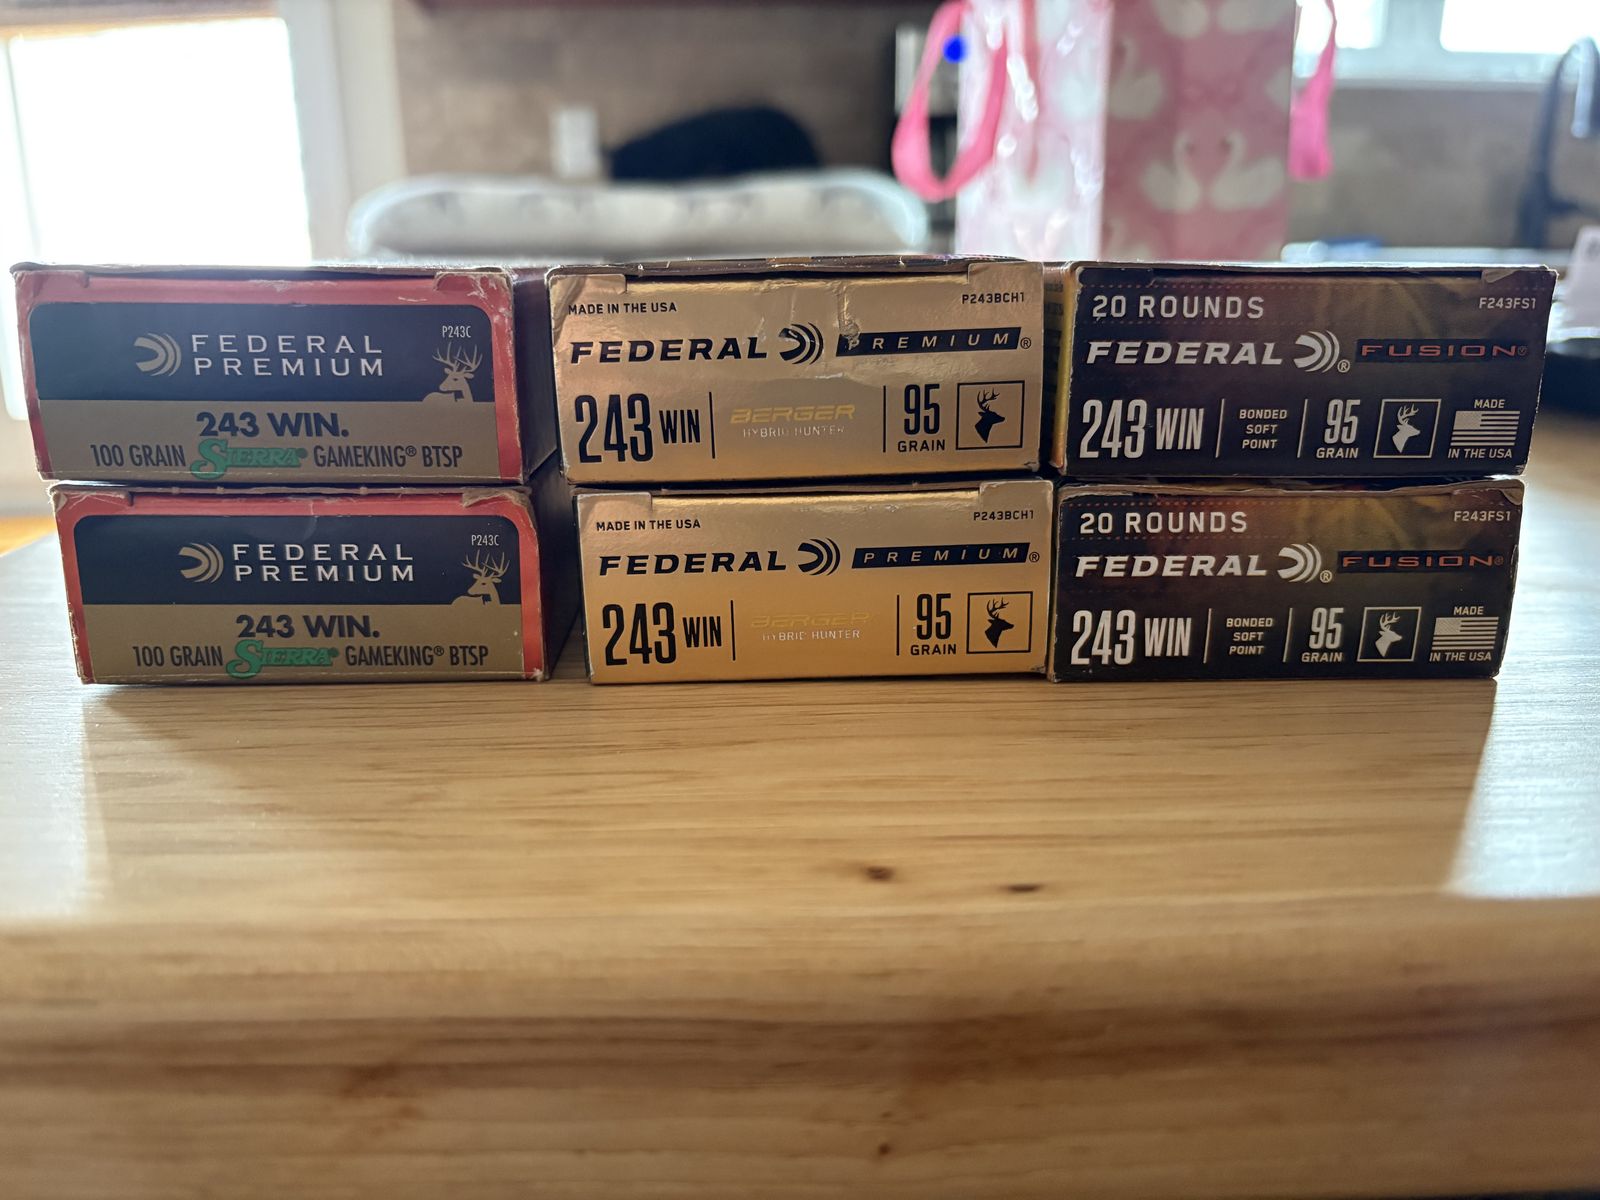 P243C
FEDERAL
PREMIUM
243 WIN.
100 GRAIN SIERRA® GAMEKING® BTSP
MADE IN THE USA
P243BCH1
FEDERAL PREMIUM®
243 WIN
BERGER
HYBRID HUNTER
95
GRAIN
20 ROUNDS
F243FS1
FEDERAL ® FUSION®
243 WIN
BONDED
SOFT
POINT
95
GRAIN
MADE
IN THE USA
P243C
FEDERAL
PREMIUM
243 WIN.
100 GRAIN SIERRA® GAMEKING® BTSP
MADE IN THE USA
P243BCH1
FEDERAL PREMIUM®
243 WIN
BERGER
HYBRID HUNTER
95
GRAIN
20 ROUNDS
F243FS1
FEDERAL ® FUSION®
243 WIN
BONDED
SOFT
POINT
95
GRAIN
MADE
IN THE USA